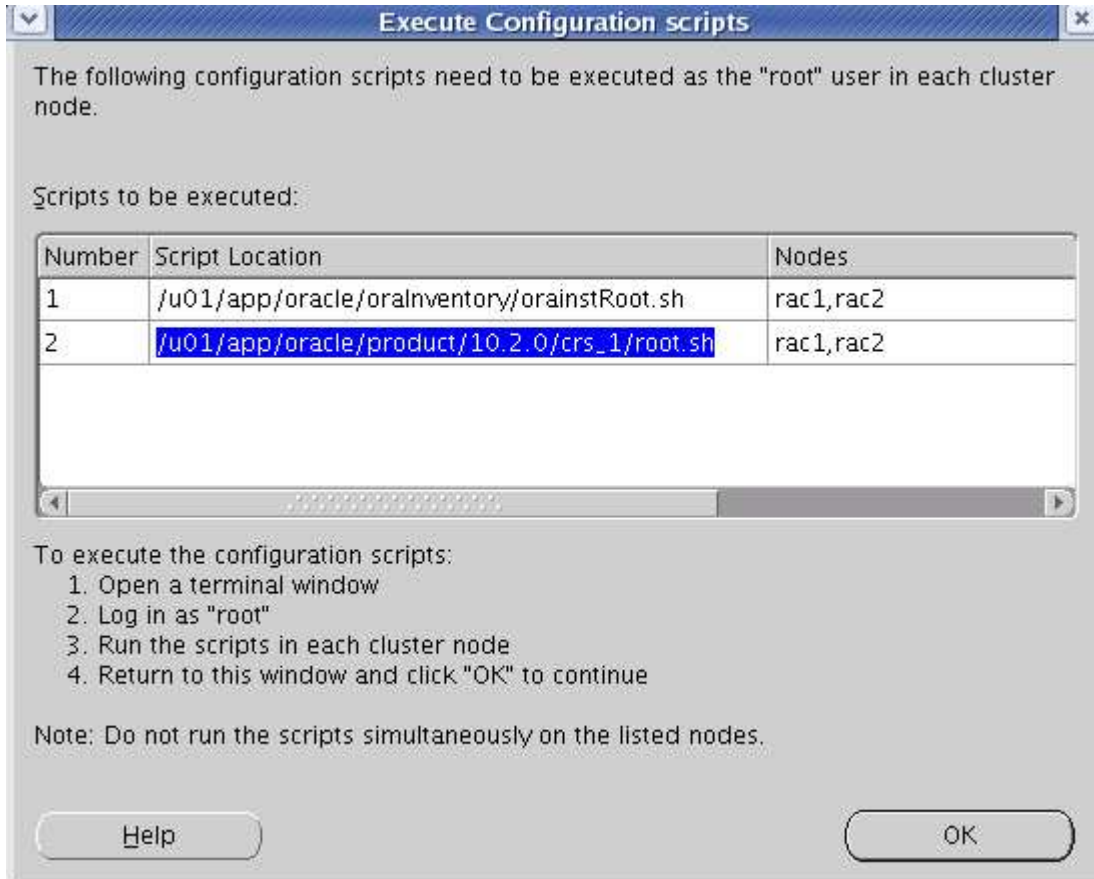 Execute Configuration scripts
The following configuration scripts need to be executed as the "root" user in each cluster
node.
Scripts to be executed:
Number Script Location Nodes
1 /u01/app/oracle/oraInventory/orainstRoot.sh rac1,rac2
2 /u01/app/oracle/product/10.2.0/crs_1/root.sh rac1,rac2
To execute the configuration scripts:
1. Open a terminal window
2. Log in as "root"
3. Run the scripts in each cluster node
4. Return to this window and click "OK" to continue
Note: Do not run the scripts simultaneously on the listed nodes.
Help OK